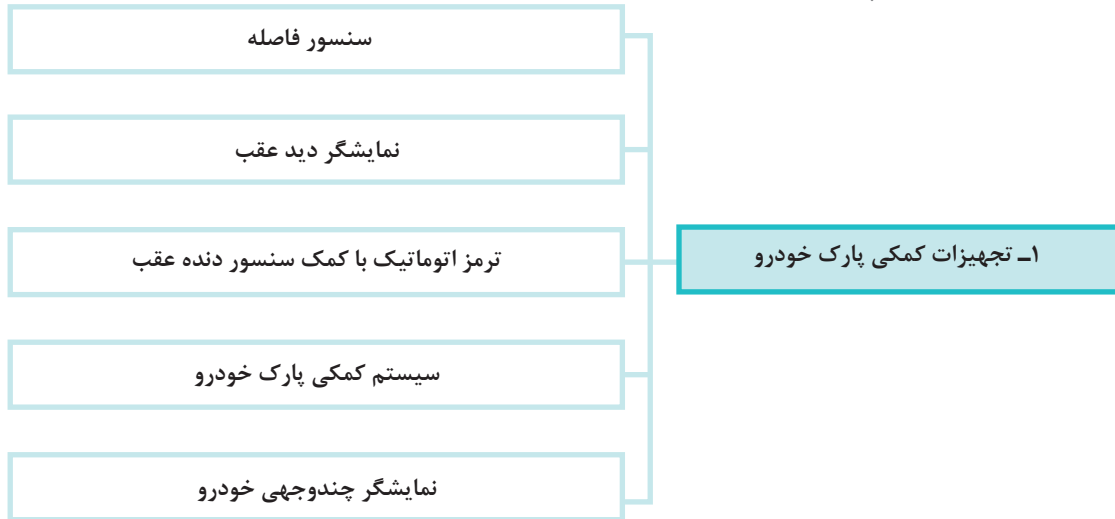 ۱ـ تجهیزات کمکی پارک خودرو
سنسور فاصله
نمایشگر دید عقب
ترمز اتوماتیک با کمک سنسور دنده عقب
سیستم کمکی پارک خودرو
نمایشگر چندوجهی خودرو